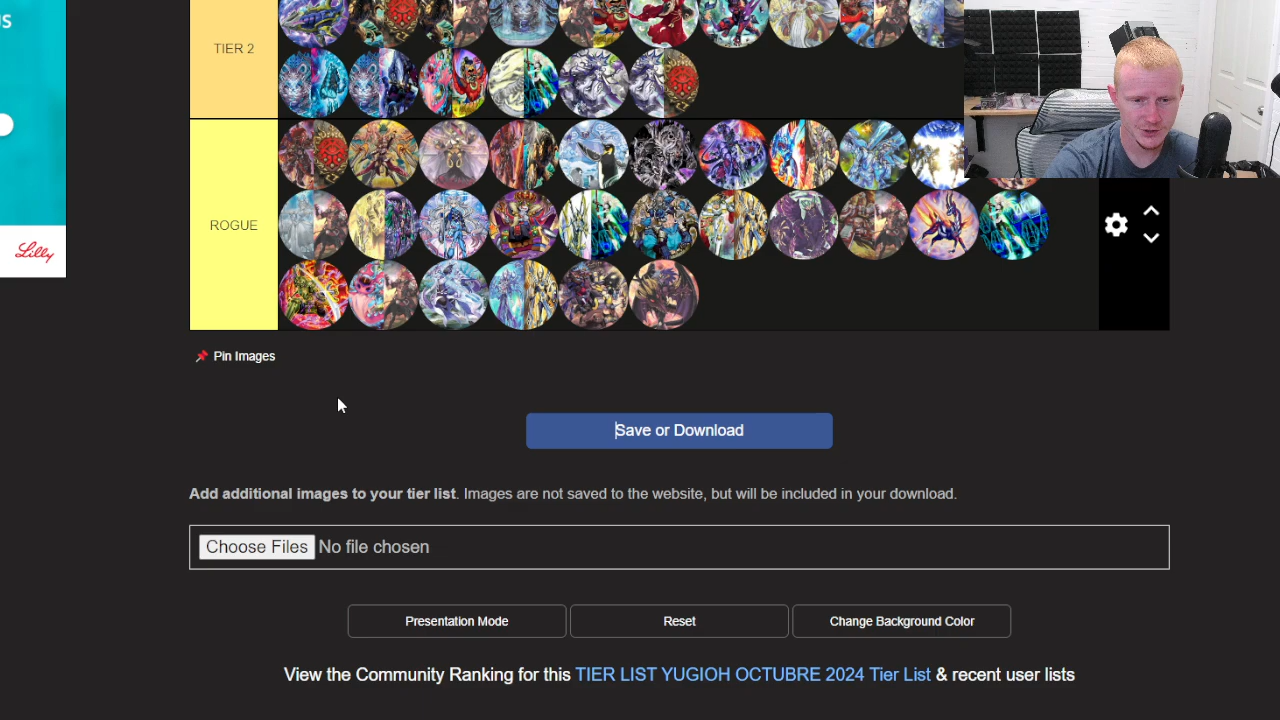 US
TIER 2
ROGUE
Lilly
📌 Pin Images
Save or Download
Add additional images to your tier list. Images are not saved to the website, but will be included in your download.
Choose Files No file chosen
Presentation Mode
Reset
Change Background Color
View the Community Ranking for this TIER LIST YUGIOH OCTUBRE 2024 Tier List & recent user lists